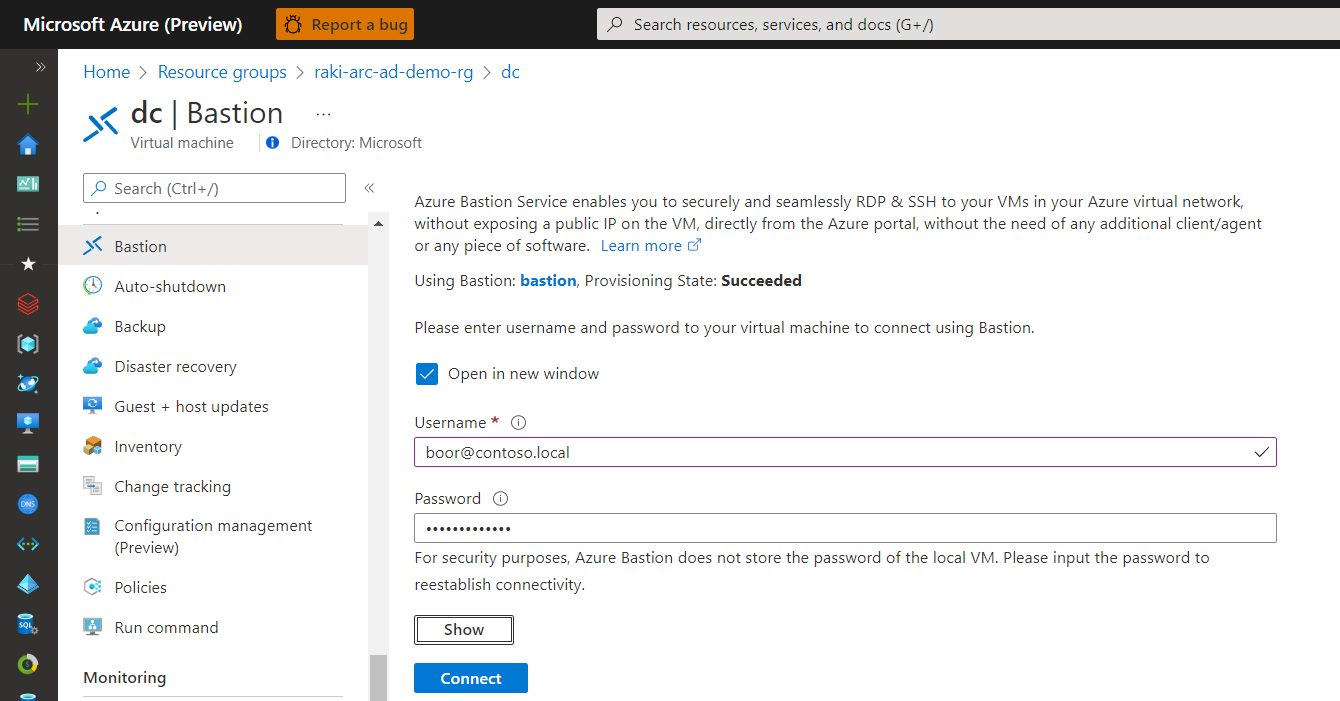 Microsoft Azure (Preview)
Report a bug
Search resources, services, and docs (G+/)
Home > Resource groups > raki-arc-ad-demo-rg > dc
dc | Bastion ...
Virtual machine
Directory: Microsoft
Search (Ctrl+/)
Bastion
Auto-shutdown
Backup
Disaster recovery
Guest + host updates
Inventory
Change tracking
Configuration management
(Preview)
Policies
Run command
Monitoring
DNS
SQL
Azure Bastion Service enables you to securely and seamlessly RDP & SSH to your VMs in your Azure virtual network,
without exposing a public IP on the VM, directly from the Azure portal, without the need of any additional client/agent
or any piece of software. Learn more
Using Bastion: bastion, Provisioning State: Succeeded
Please enter username and password to your virtual machine to connect using Bastion.
Open in new window
Username *
boor@contoso.local
Password
•••••••••••••
For security purposes, Azure Bastion does not store the password of the local VM. Please input the password to
reestablish connectivity.
Show
Connect